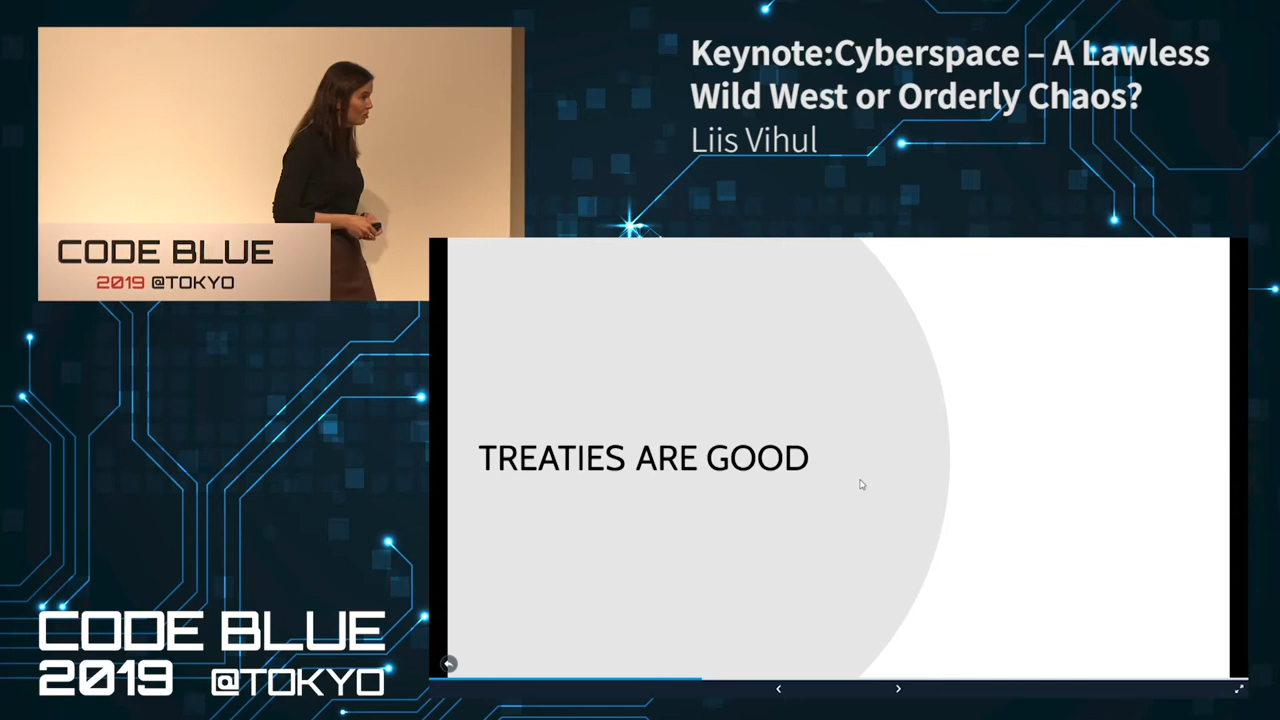 Keynote:Cyberspace – A Lawless
Wild West or Orderly Chaos?
Liis Vihul
CODE BLUE
2019 @TOKYO
TREATIES ARE GOOD
CODE BLUE
2019 @TOKYO